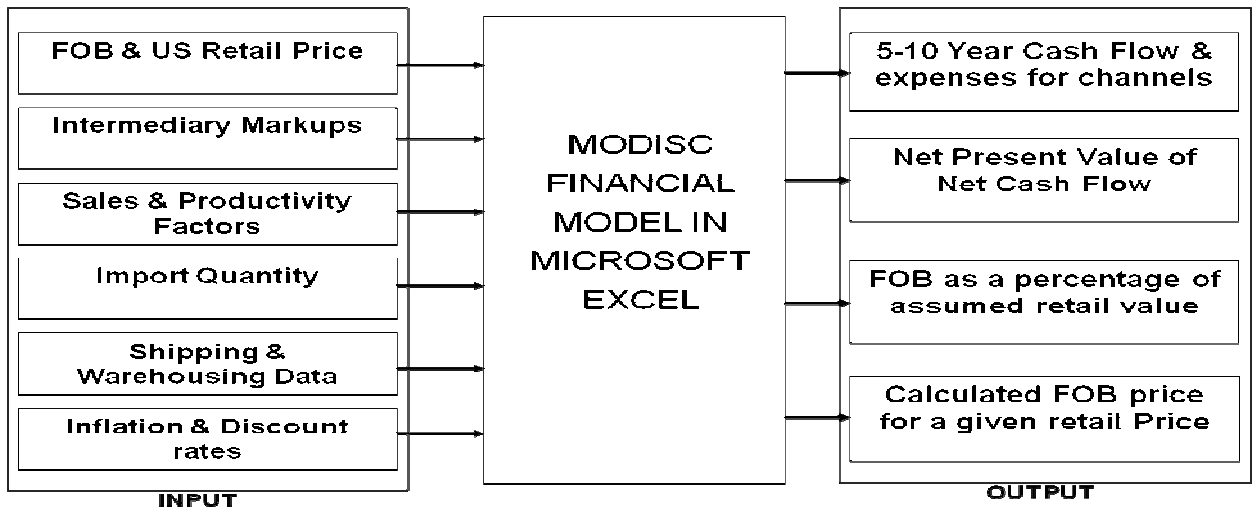 FOB & US Retail Price
Intermediary Markups
Sales & Productivity
Factors
Import Quantity
Shipping &
Warehousing Data
Inflation & Discount
rates
INPUT
MODISC
FINANCIAL
MODEL IN
MICROSOFT
EXCEL
5-10 Year Cash Flow &
expenses for channels
Net Present Value of
Net Cash Flow
FOB as a percentage of
assumed retail value
Calculated FOB price
for a given retail Price
OUTPUT